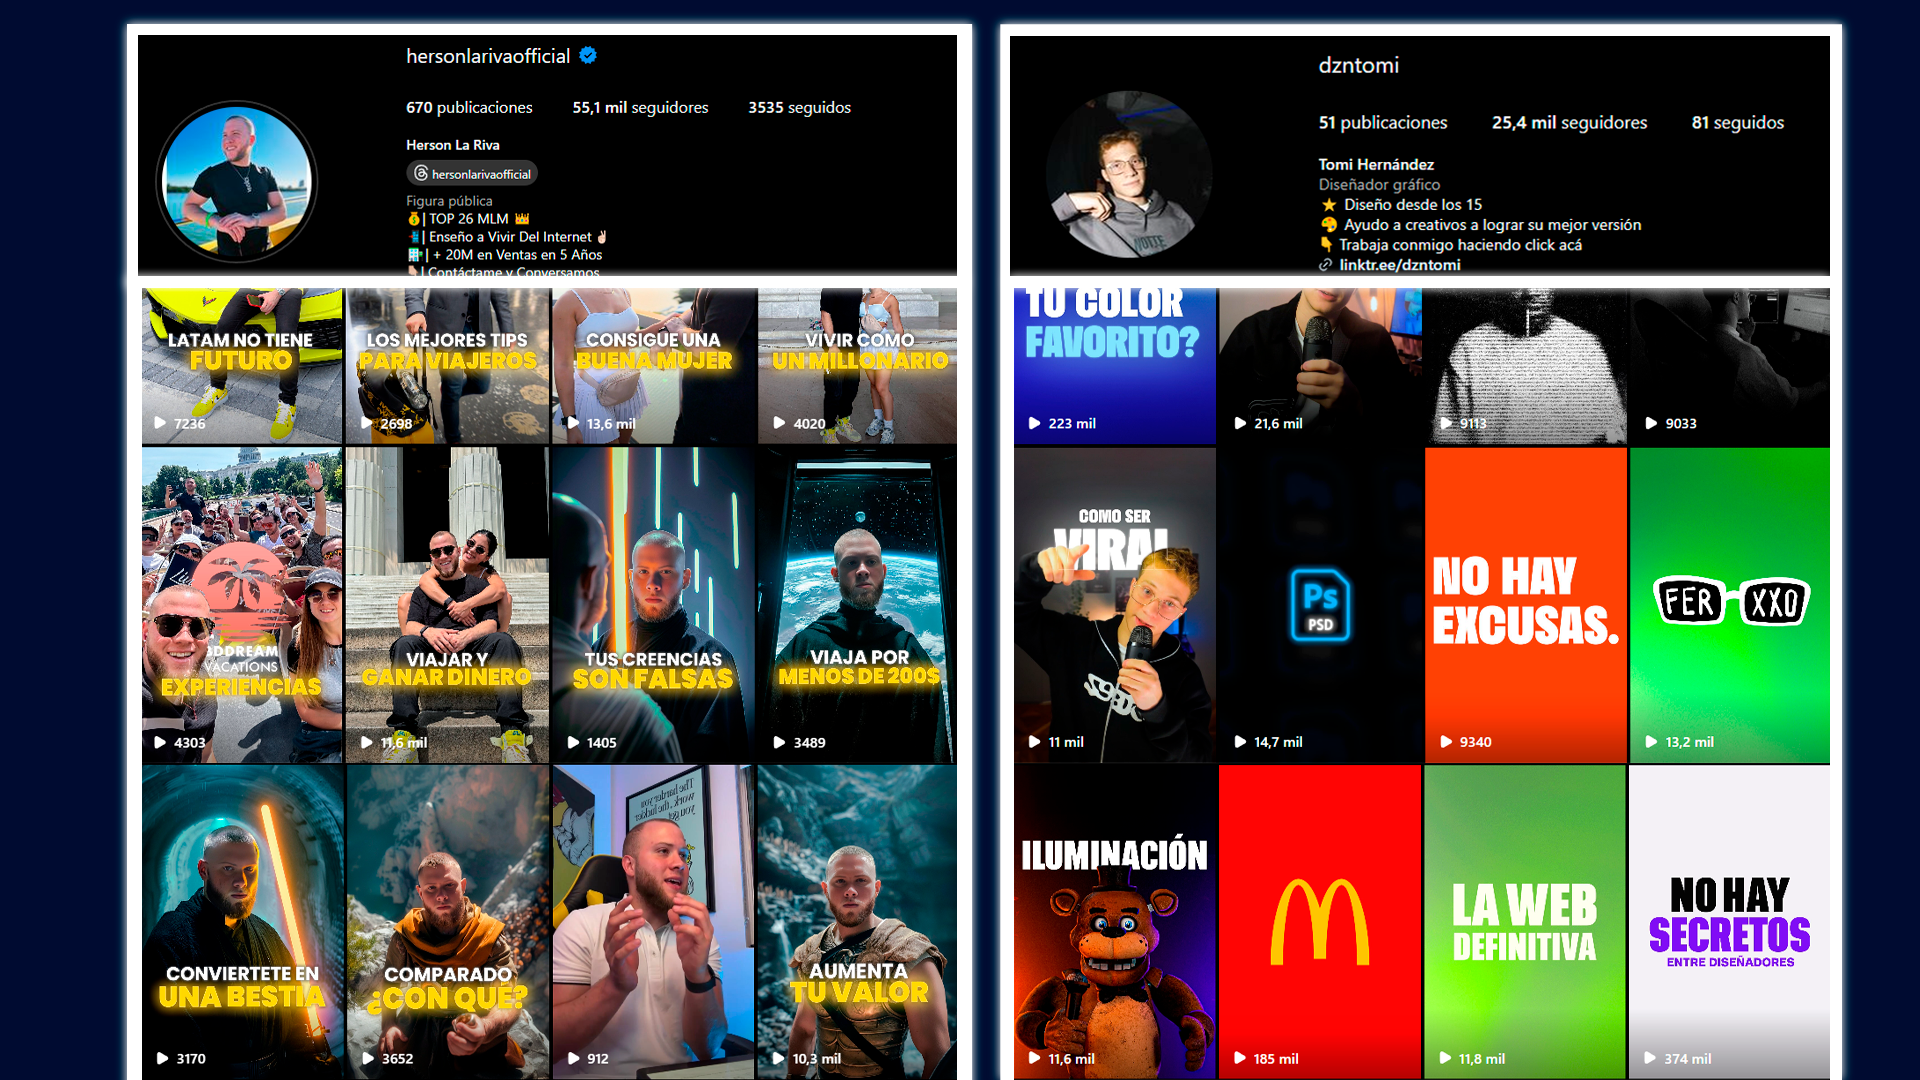 hersonlarivaofficial
670 publicaciones 55,1 mil seguidores 3535 seguidos
Herson La Riva
hersonlarivaofficial
Figura pública
💰| TOP 26 MLM 👑
📲| Enseño a Vivir Del Internet ✌🏻
🏦| + 20M en Ventas en 5 Años
👇🏻| Contáctame y Conversamos
LATAM NO TIENE
FUTURO
7236
LOS MEJORES TIPS
PARA VIAJEROS
2698
CONSIGUE UNA
BUENA MUJER
13,6 mil
VIVIR COMO
UN MILLONARIO
4020
DREAM
VACATIONS
EXPERIENCIAS
4303
VIAJAR Y
GANAR DINERO
11,6 mil
TUS CREENCIAS
SON FALSAS
1405
VIAJA POR
MENOS DE 200$
3489
CONVIERTETE EN
UNA BESTIA
3170
COMPARADO
¿CON QUÉ?
3652
The harder you
work, the luckier
you get
912
AUMENTA
TU VALOR
10,3 mil
dzntomi
51 publicaciones 25,4 mil seguidores 81 seguidos
Tomi Hernández
Diseñador gráfico
⭐ Diseño desde los 15
🎨 Ayudo a creativos a lograr su mejor versión
👇 Trabaja conmigo haciendo click acá
linktr.ee/dzntomi
TU COLOR
FAVORITO?
223 mil
21,6 mil
9113
9033
COMO SER
VIRAL
11 mil
Ps
PSD
14,7 mil
NO HAY
EXCUSAS.
9340
FER XXO
13,2 mil
ILUMINACIÓN
11,6 mil
185 mil
LA WEB
DEFINITIVA
11,8 mil
NO HAY
SECRETOS
ENTRE DISEÑADORES
374 mil